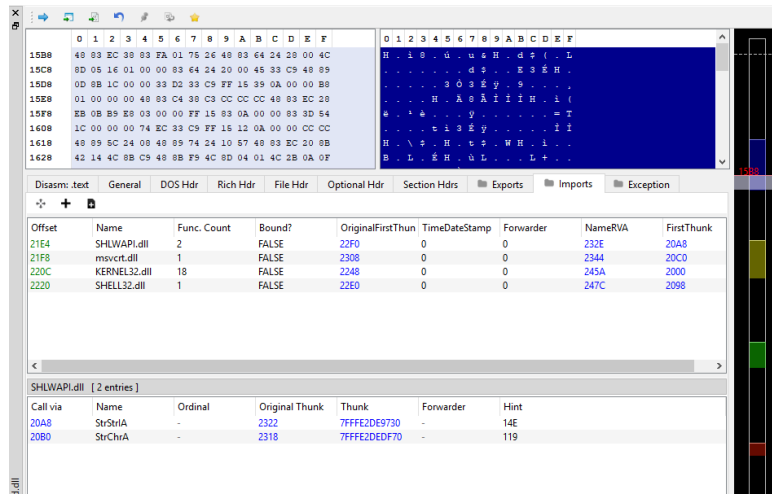 0 1 2 3 4 5 6 7 8 9 A B C D E F 0 1 2 3 4 5 6 7 8 9 A B C D E F
15B8 48 83 EC 38 83 FA 01 75 26 48 83 64 24 28 00 4C H . ì 8 . ú . u & H . d $ ( . L
15C8 8D 05 16 01 00 00 83 64 24 20 00 45 33 C9 48 89 . . . . . . . d $ . E 3 É H .
15D8 0D 8B 1C 00 00 33 D2 33 C9 FF 15 39 0A 00 00 B8 . . . . . 3 Ò 3 É ÿ . 9 . . .
15E8 01 00 00 00 48 83 C4 38 C3 CC CC CC 48 83 EC 28 . . . . H . Ä 8 Ã Ì Ì Ì H . ì (
15F8 EB 0B B9 E8 03 00 00 FF 15 83 0A 00 00 83 3D 54 ë . ¹ è . . . ÿ . . . . . . = T
1608 1C 00 00 00 74 EC 33 C9 FF 15 12 0A 00 00 CC CC . . . . t ì 3 É ÿ . . . . . Ì Ì
1618 48 89 5C 24 08 48 89 74 24 10 57 48 83 EC 20 8B H . \ $ . H . t $ . W H . ì .
1628 42 14 4C 8B C9 48 8B F9 4C 8D 04 01 4C 2B 0A 0F B . L . É H . ù L . . . L + . .
15B8
Disasm: .text General DOS Hdr Rich Hdr File Hdr Optional Hdr Section Hdrs Exports Imports Exception
Offset Name Func. Count Bound? OriginalFirstThun TimeDateStamp Forwarder NameRVA FirstThunk
21E4 SHLWAPI.dll 2 FALSE 22F0 0 0 232E 20A8
21F8 msvcrt.dll 1 FALSE 2308 0 0 2344 20C0
220C KERNEL32.dll 18 FALSE 2248 0 0 245A 2000
2220 SHELL32.dll 1 FALSE 22E0 0 0 247C 2098
SHLWAPI.dll [ 2 entries ]
Call via Name Ordinal Original Thunk Thunk Forwarder Hint
20A8 StrStrIA - 2322 7FFFE2DE9730 - 14E
20B0 StrChrA - 2318 7FFFE2DEDF70 - 119